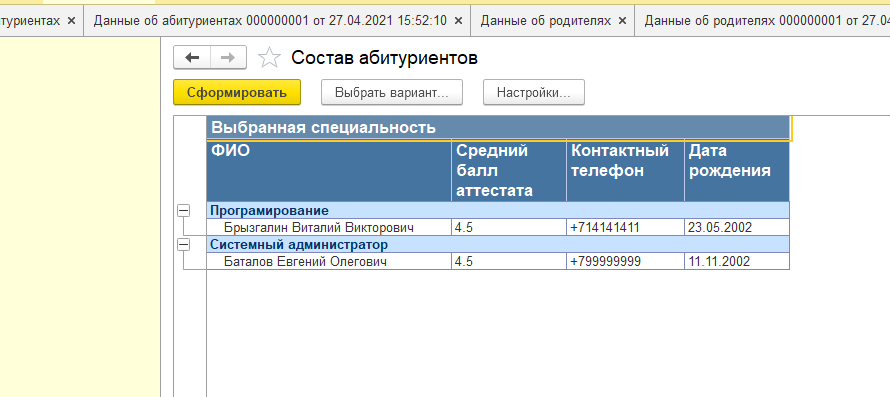 туриентах ×
Данные об абитуриентах 000000001 от 27.04.2021 15:52:10 ×
Данные об родителях ×
Данные об родителях 000000001 от 27.04
Состав абитуриентов
Сформировать
Выбрать вариант...
Настройки...
Выбранная специальность
ФИО
Средний
балл
аттестата
Контактный
телефон
Дата
рождения
Програмирование
Брызгалин Виталий Викторович 4.5 +714141411 23.05.2002
Системный администратор
Баталов Евгений Олегович 4.5 +799999999 11.11.2002